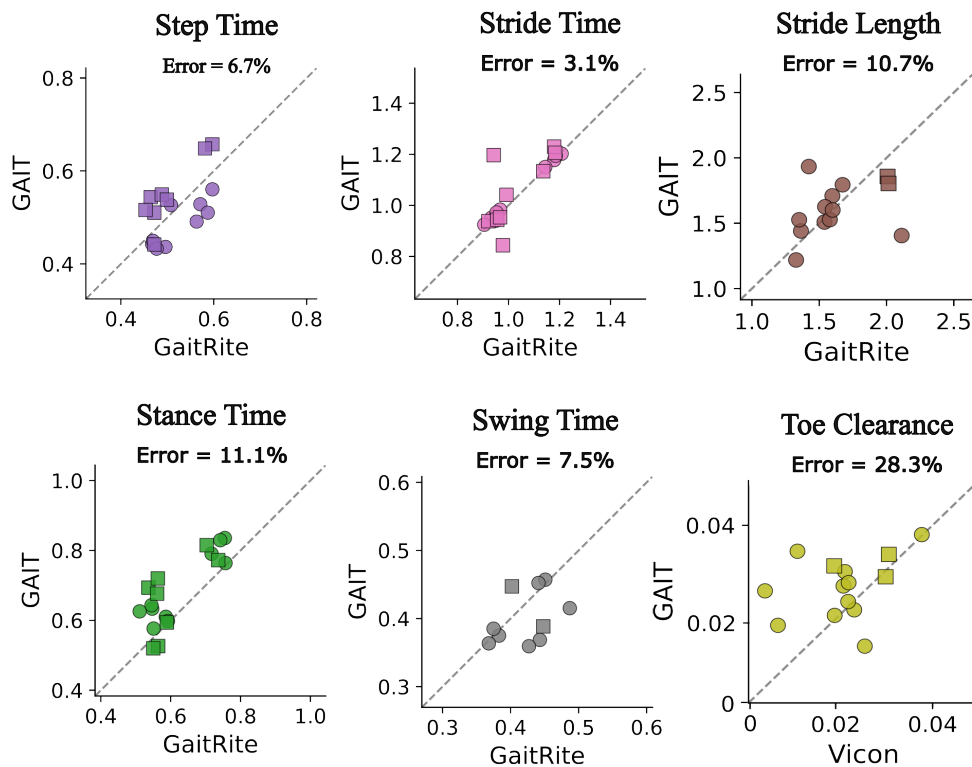 Step Time
Error = 6.7%
GAIT
0.8
0.6
0.4
0.4 0.6 0.8
GaitRite
Stride Time
Error = 3.1%
GAIT
1.4
1.2
1.0
0.8
0.8 1.0 1.2 1.4
GaitRite
Stride Length
Error = 10.7%
GAIT
2.5
2.0
1.5
1.0
1.0 1.5 2.0 2.5
GaitRite
Stance Time
Error = 11.1%
GAIT
1.0
0.8
0.6
0.4
0.4 0.6 0.8 1.0
GaitRite
Swing Time
Error = 7.5%
GAIT
0.6
0.5
0.4
0.3
0.3 0.4 0.5 0.6
GaitRite
Toe Clearance
Error = 28.3%
GAIT
0.04
0.02
0
0 0.02 0.04
Vicon